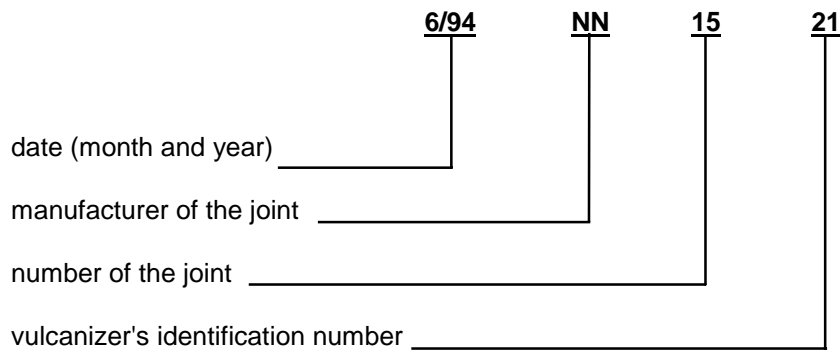 6/94 NN 15 21
date (month and year)
manufacturer of the joint
number of the joint
vulcanizer's identification number